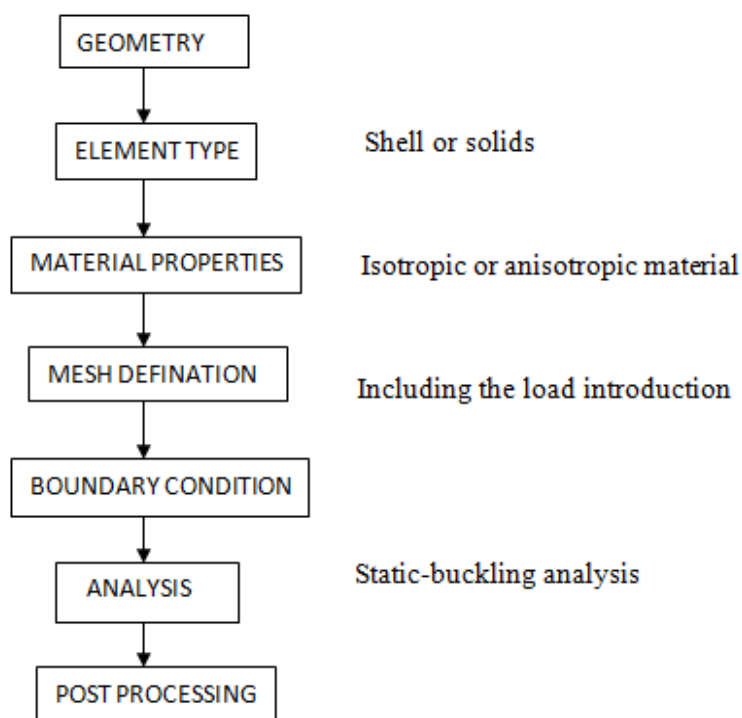 GEOMETRY
ELEMENT TYPE
Shell or solids
MATERIAL PROPERTIES
Isotropic or anisotropic material
MESH DEFINATION
Including the load introduction
BOUNDARY CONDITION
ANALYSIS
Static-buckling analysis
POST PROCESSING